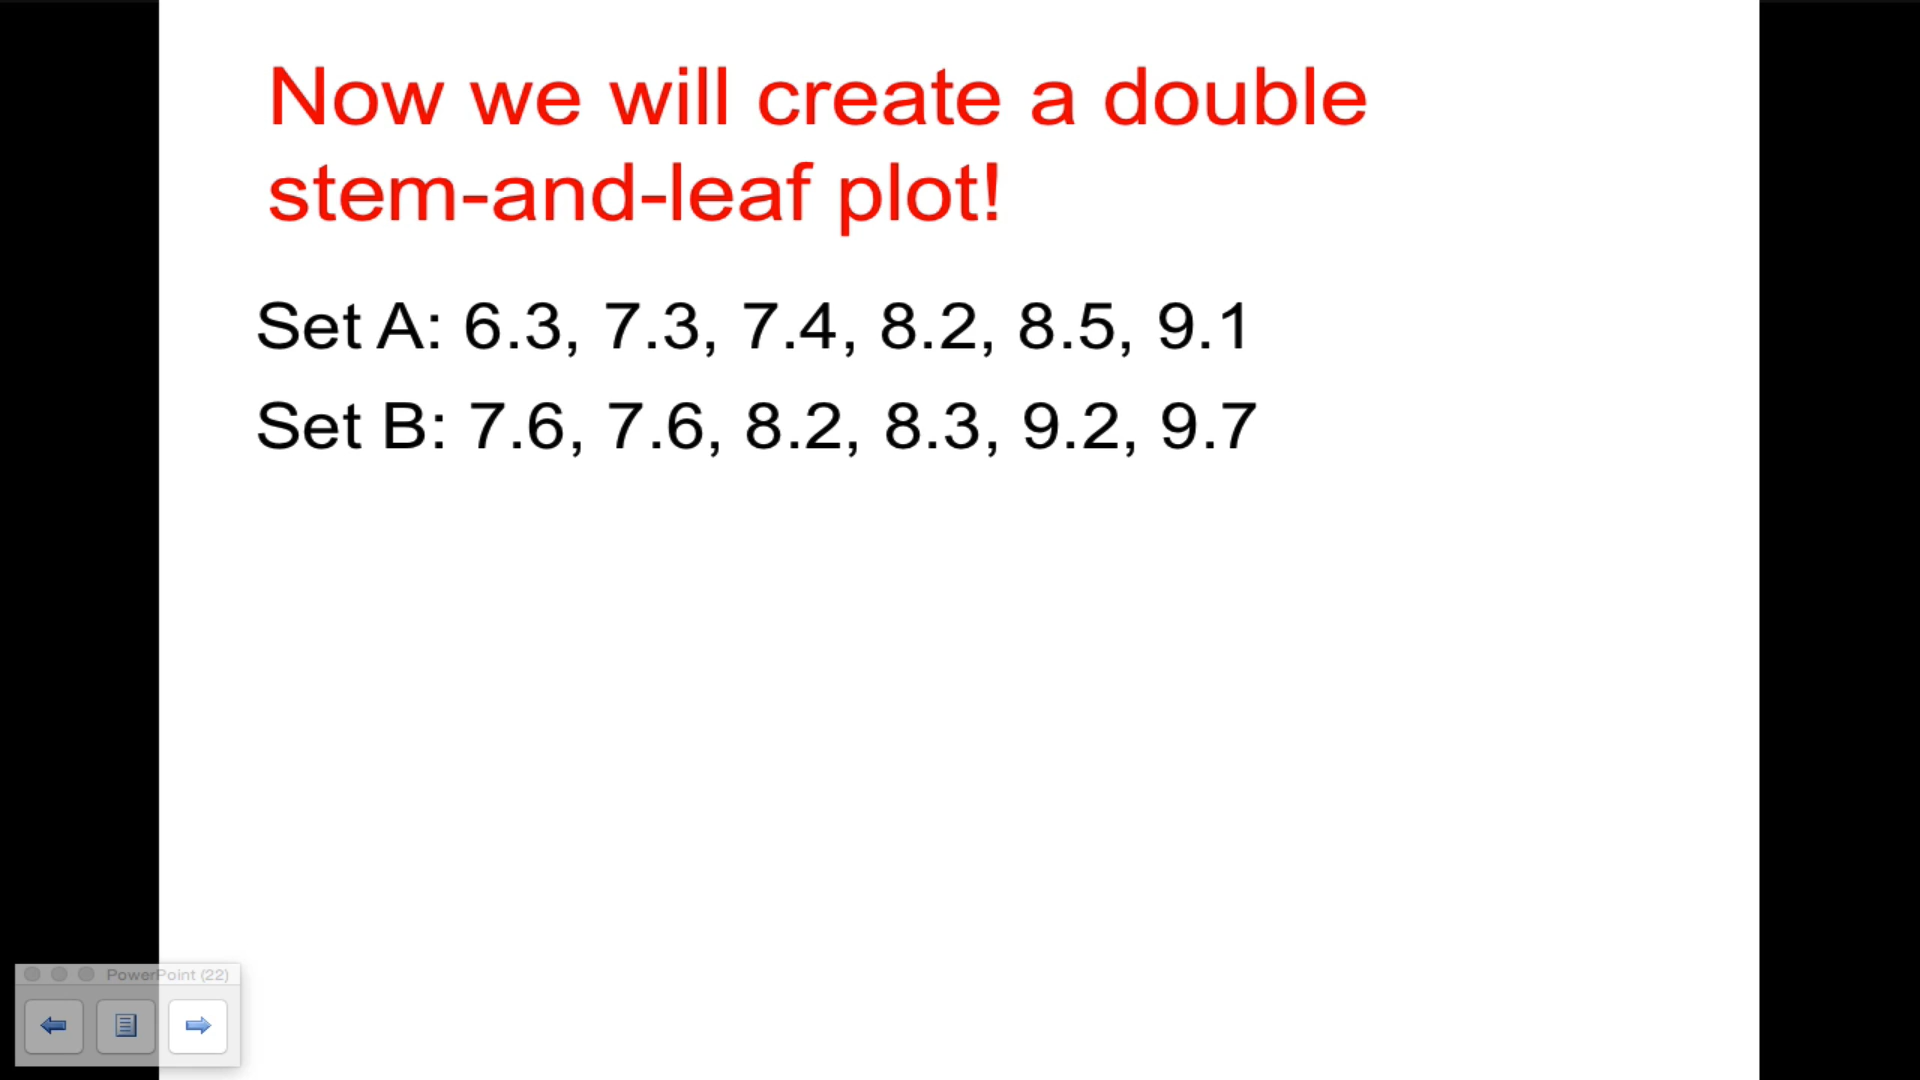 Now we will create a double
stem-and-leaf plot!
Set A: 6.3, 7.3, 7.4, 8.2, 8.5, 9.1
Set B: 7.6, 7.6, 8.2, 8.3, 9.2, 9.7
PowerPoint (22)